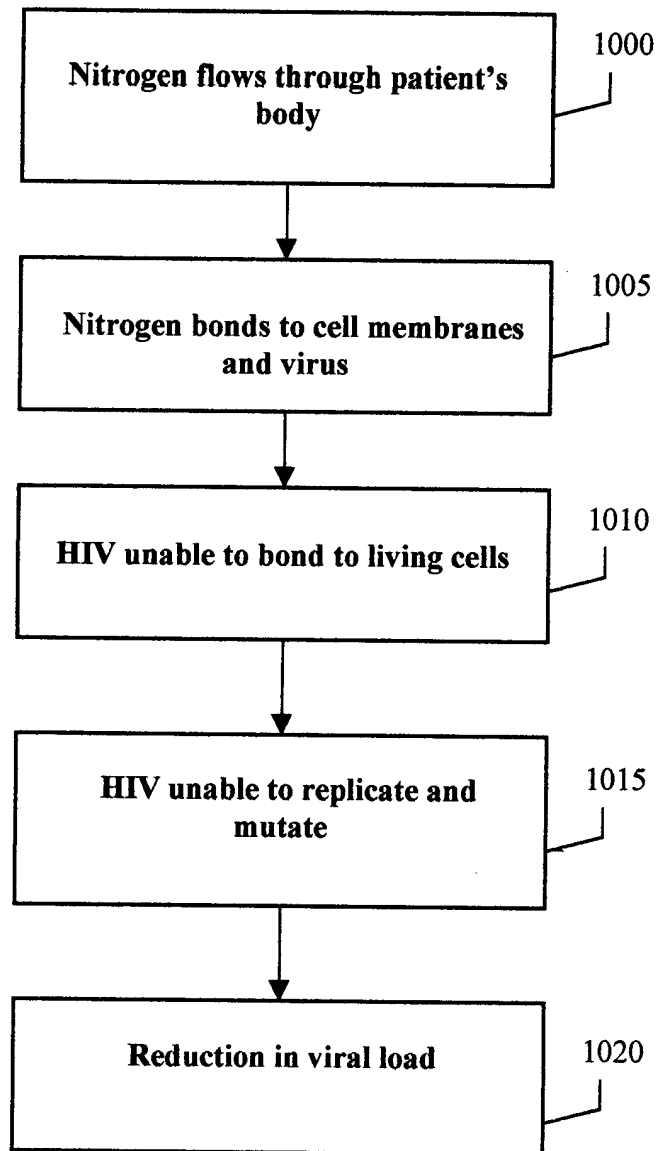 1000
Nitrogen flows through patient's
body
1005
Nitrogen bonds to cell membranes
and virus
1010
HIV unable to bond to living cells
1015
HIV unable to replicate and
mutate
Reduction in viral load
1020